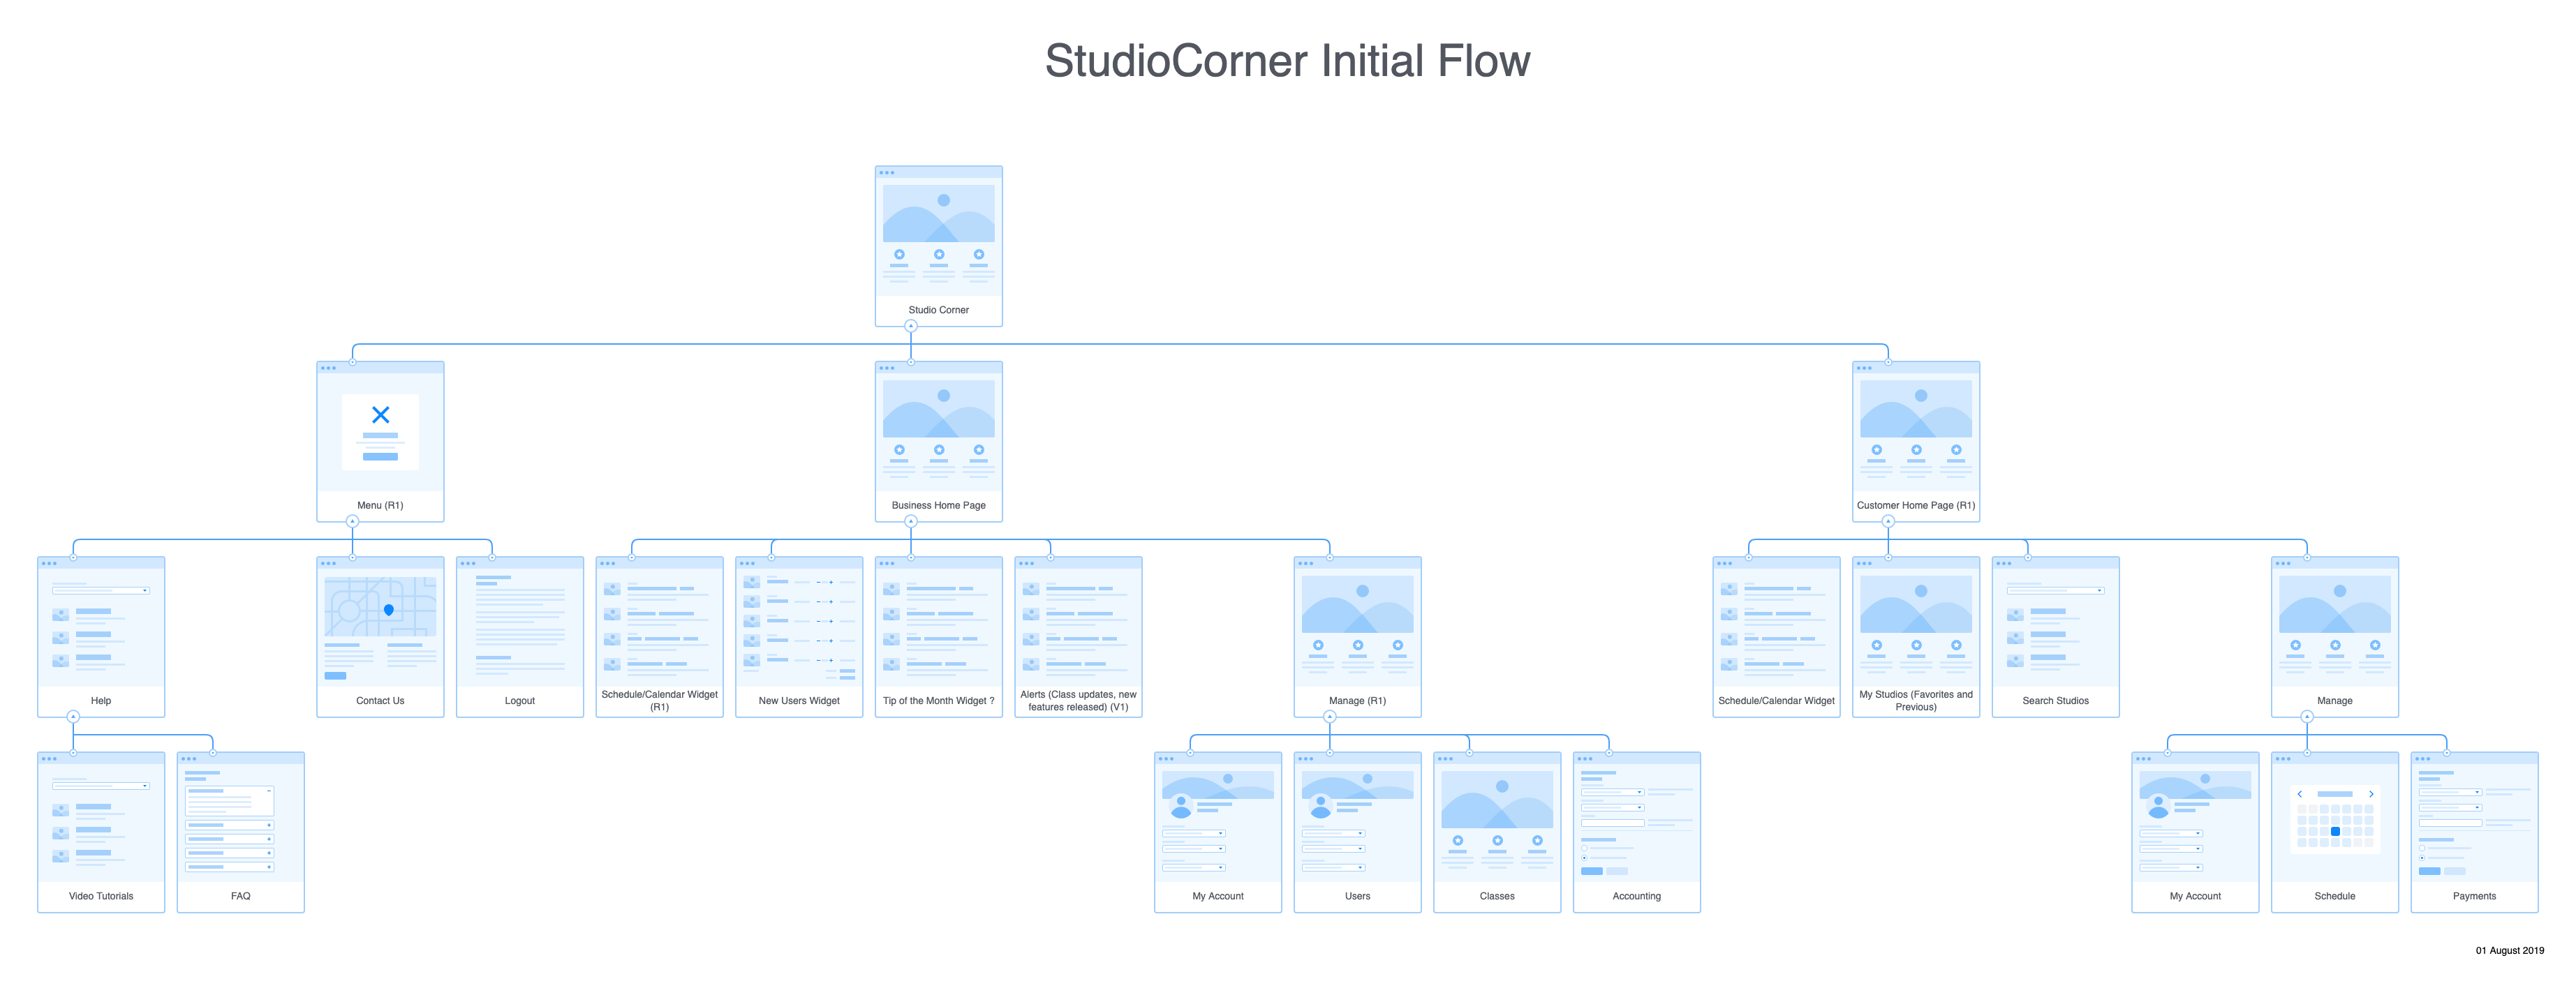 StudioCorner Initial Flow
Studio Corner
Menu (R1)
Business Home Page
Customer Home Page (R1)
Help
Contact Us
Logout
Schedule/Calendar Widget
(R1)
New Users Widget
Tip of the Month Widget ?
Alerts (Class updates, new
features released) (V1)
Manage (R1)
Schedule/Calendar Widget
My Studios (Favorites and
Previous)
Search Studios
Manage
Video Tutorials
FAQ
My Account
Users
Classes
Accounting
My Account
Schedule
Payments
01 August 2019